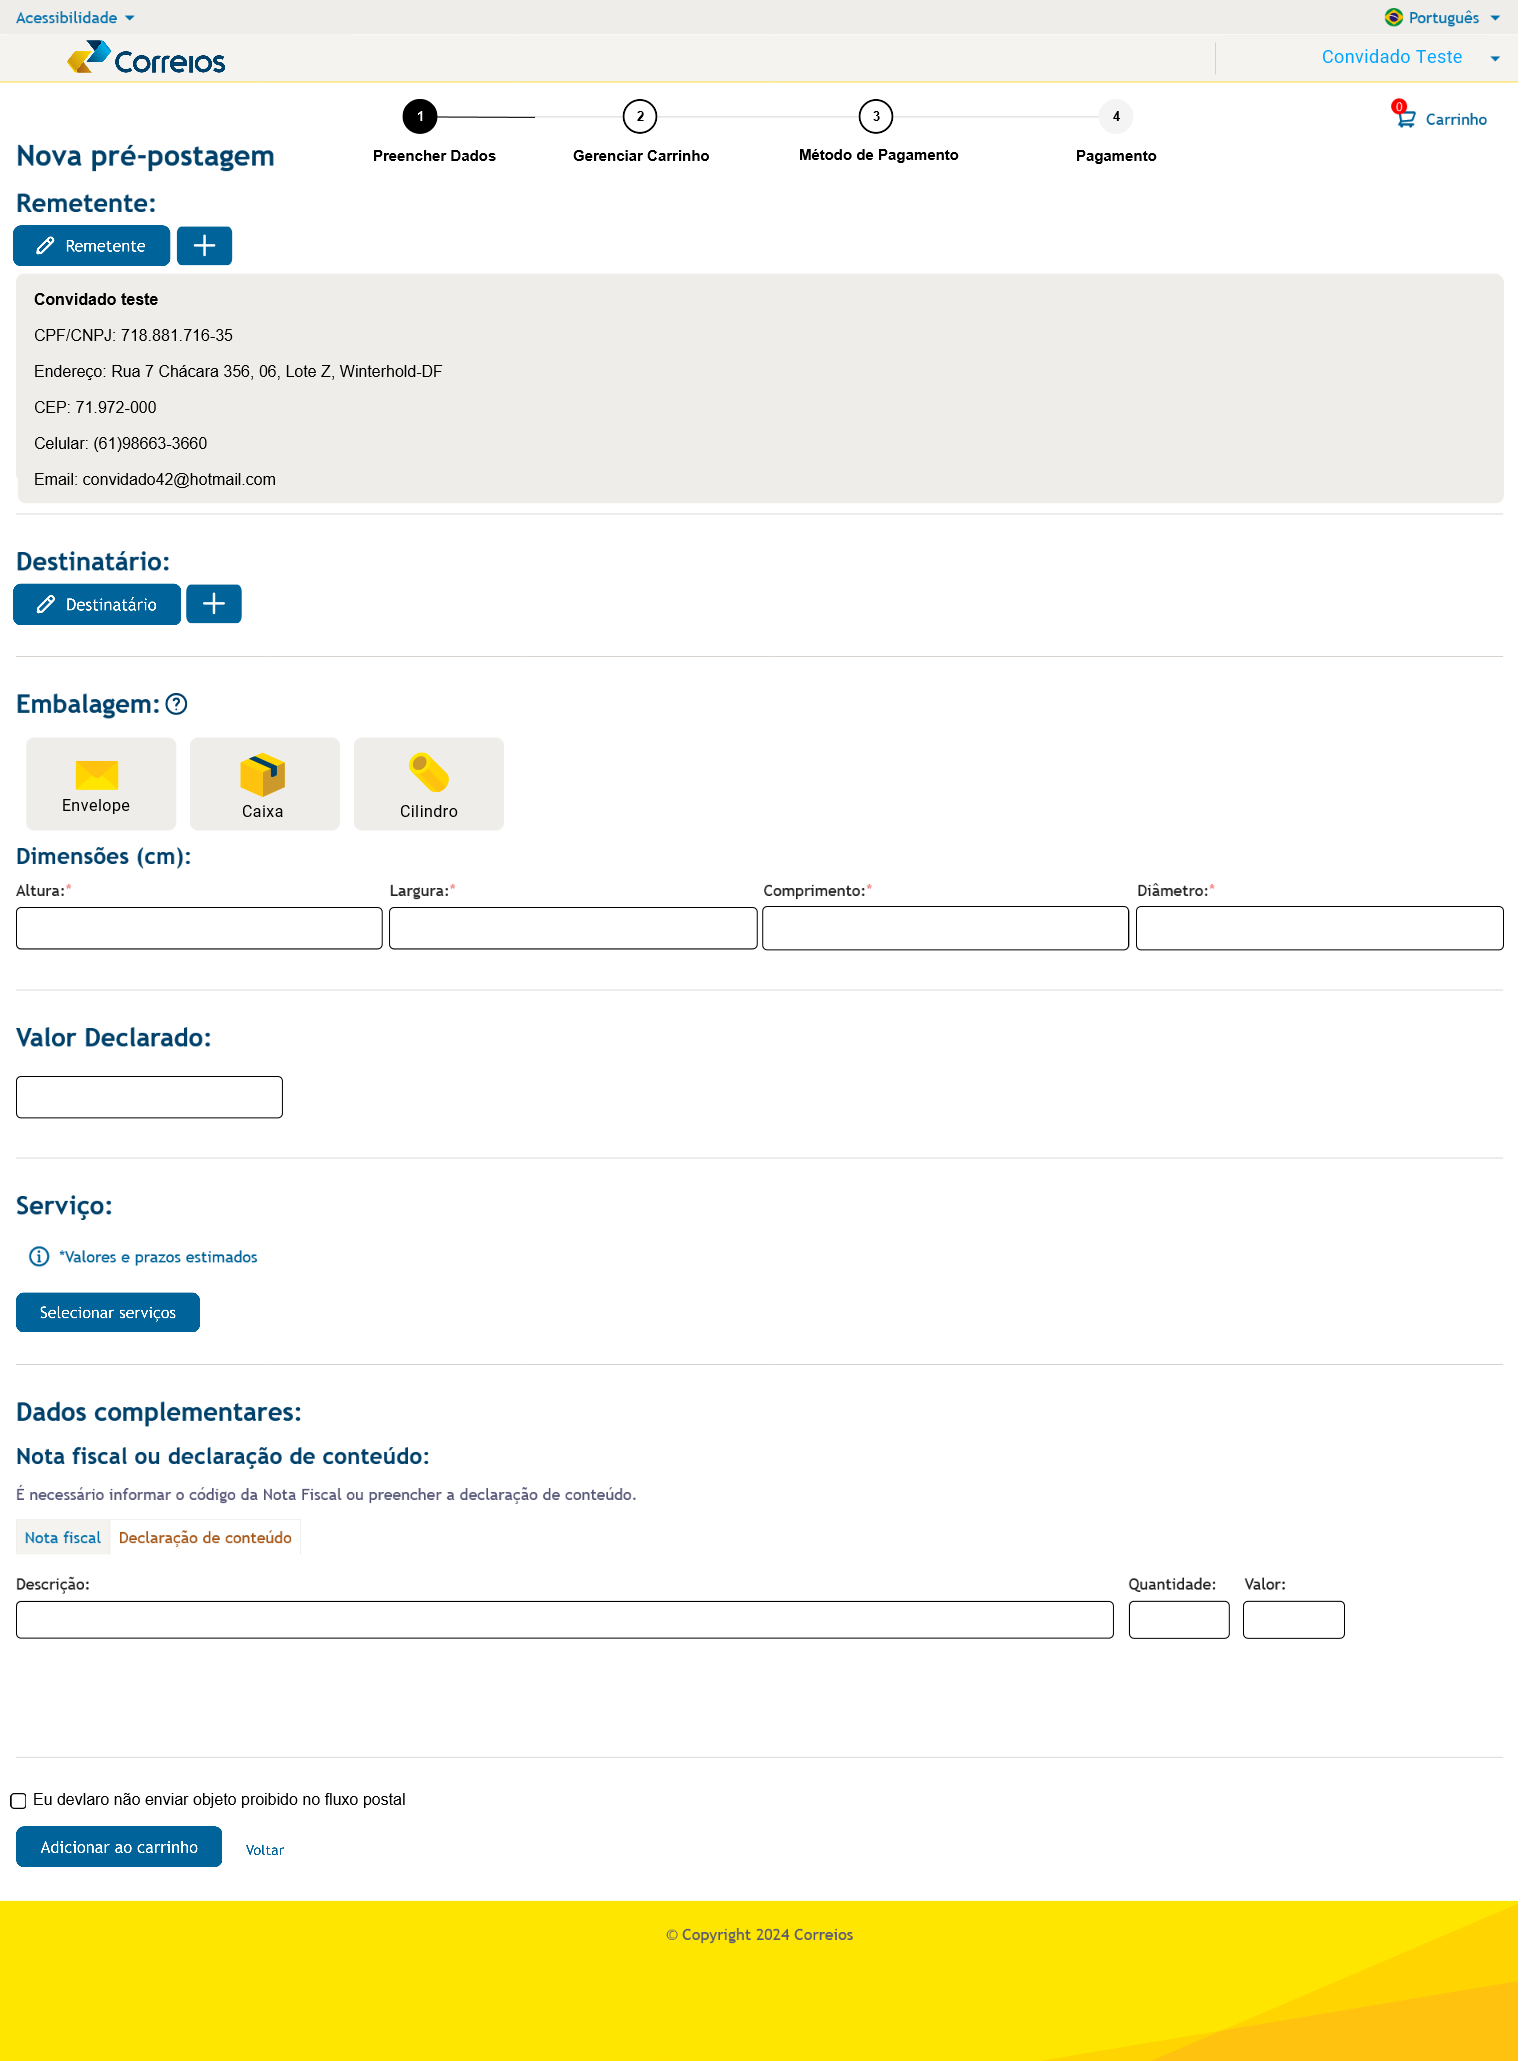 Acessibilidade
Português
Correios
Convidado Teste
1
2
3
4
0
Carrinho
Preencher Dados
Gerenciar Carrinho
Método de Pagamento
Pagamento
Nova pré-postagem
Remetente:
Remetente
Convidado teste
CPF/CNPJ: 718.881.716-35
Endereço: Rua 7 Chácara 356, 06, Lote Z, Winterhold-DF
CEP: 71.972-000
Celular: (61)98663-3660
Email: convidado42@hotmail.com
Destinatário:
Destinatário
Embalagem:
Envelope
Caixa
Cilindro
Dimensões (cm):
Altura:*
Largura:*
Comprimento:*
Diâmetro:*
Valor Declarado:
Serviço:
*Valores e prazos estimados
Selecionar serviços
Dados complementares:
Nota fiscal ou declaração de conteúdo:
É necessário informar o código da Nota Fiscal ou preencher a declaração de conteúdo.
Nota fiscal
Declaração de conteúdo
Descrição:
Quantidade:
Valor:
Eu devlaro não enviar objeto proibido no fluxo postal
Adicionar ao carrinho
Voltar
© Copyright 2024 Correios